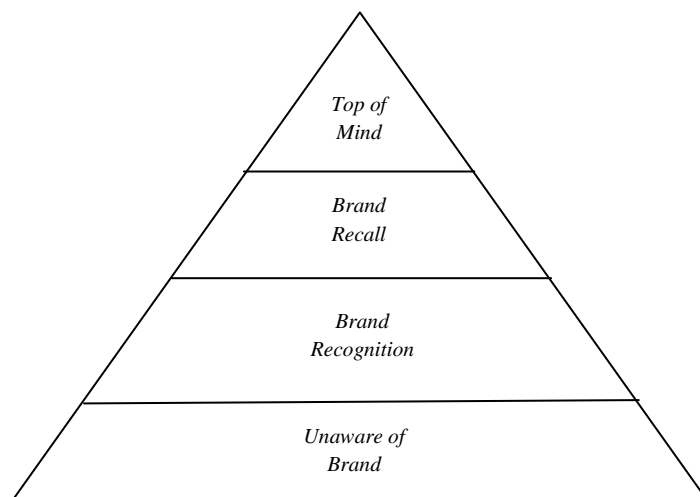 Top of
Mind
Brand
Recall
Brand
Recognition
Unaware of
Brand